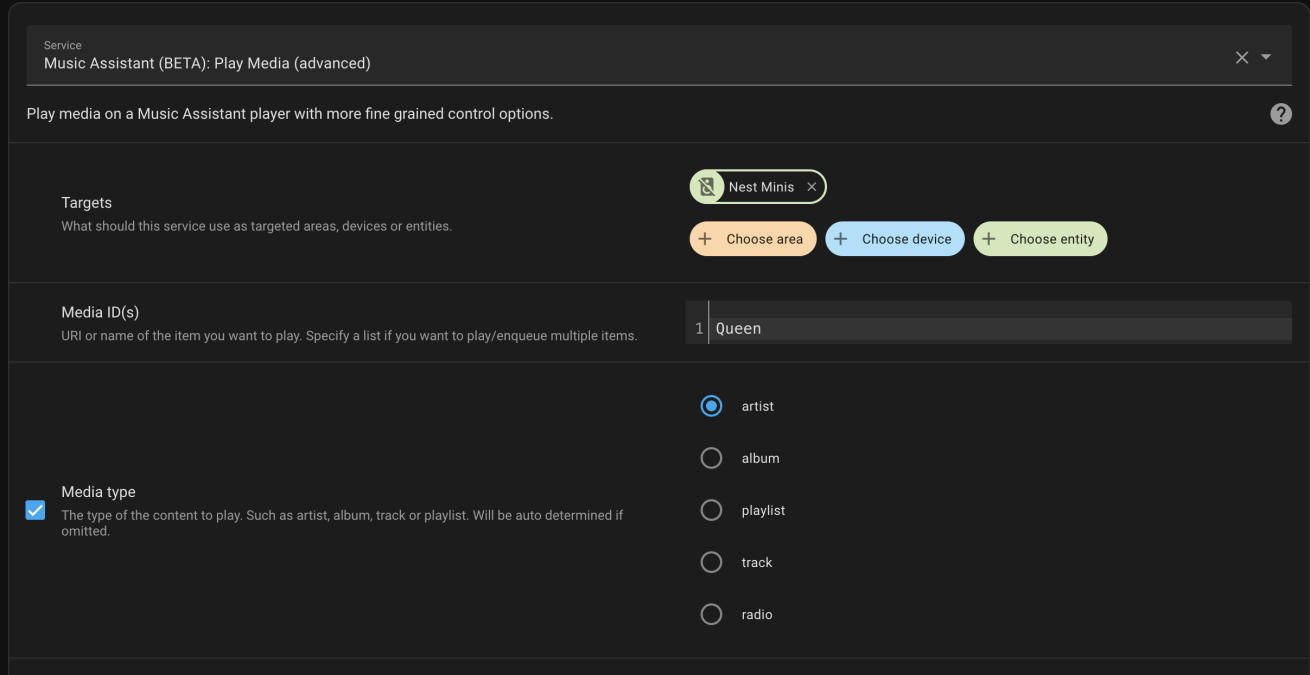 Service
Music Assistant (BETA): Play Media (advanced)
Play media on a Music Assistant player with more fine grained control options.
Targets
What should this service use as targeted areas, devices or entities.
Nest Minis
Choose area
Choose device
Choose entity
Media ID(s)
URI or name of the item you want to play. Specify a list if you want to play/enqueue multiple items.
1 Queen
Media type
The type of the content to play. Such as artist, album, track or playlist. Will be auto determined if
omitted.
artist
album
playlist
track
radio